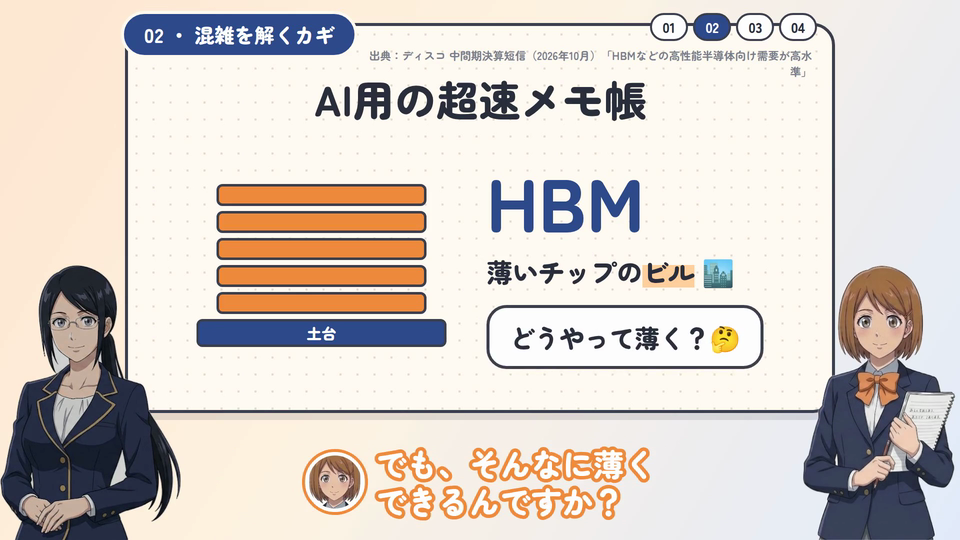 02 ・ 混雑を解くカギ
01 02 03 04
出典：ディスコ 中間期決算短信（2026年10月）「HBMなどの高性能半導体向け需要が高水
準」
AI用の超速メモ帳
HBM
薄いチップのビル 🏙️
土台
どうやって薄く？🤔
でも、そんなに薄く
できるんですか？